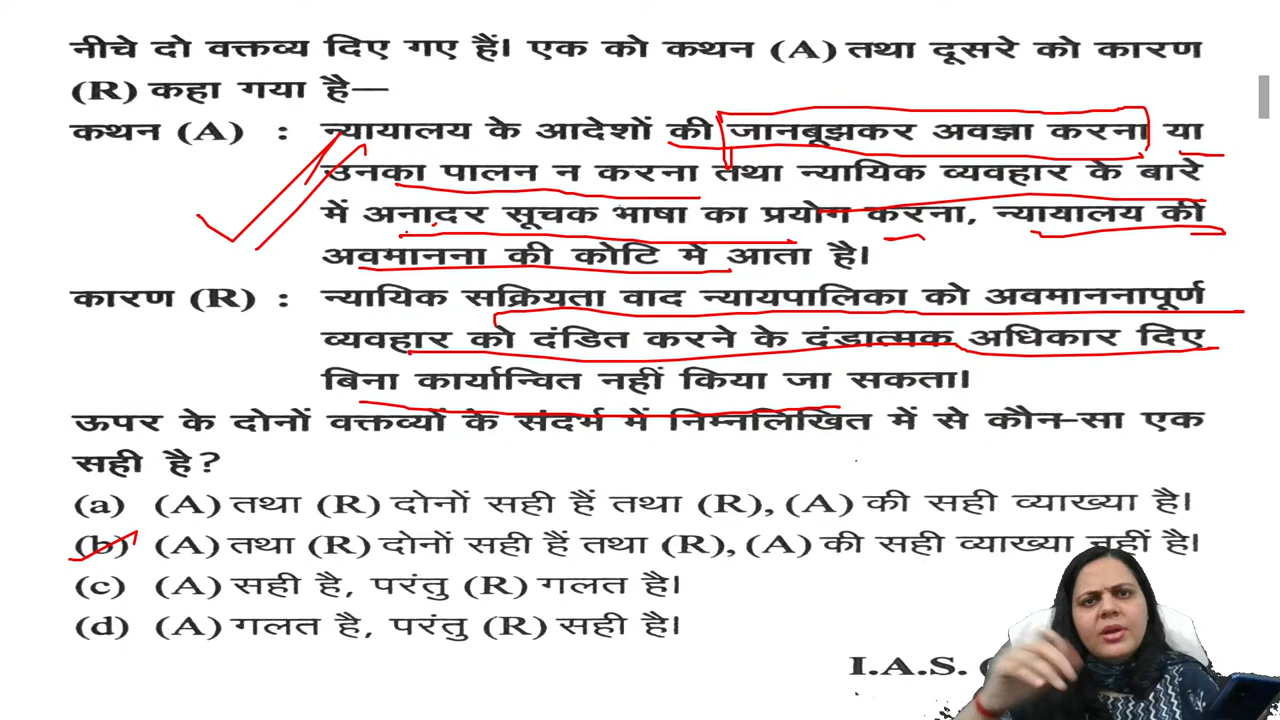 नीचे दो वक्तव्य दिए गए हैं। एक को कथन (A) तथा दूसरे को कारण
(R) कहा गया है—
कथन (A) : न्यायालय के आदेशों की जानबूझकर अवज्ञा करना या
उनका पालन न करना तथा न्यायिक व्यवहार के बारे
में अनादर सूचक भाषा का प्रयोग करना, न्यायालय की
अवमानना की कोटि मे आता है।
कारण (R) : न्यायिक सक्रियता वाद न्यायपालिका को अवमाननापूर्ण
व्यवहार को दंडित करने के दंडात्मक अधिकार दिए
बिना कार्यान्वित नहीं किया जा सकता।
ऊपर के दोनों वक्तव्यों के संदर्भ में निम्नलिखित में से कौन-सा एक
सही है?
(a) (A) तथा (R) दोनों सही हैं तथा (R), (A) की सही व्याख्या है।
(b) (A) तथा (R) दोनों सही हैं तथा (R), (A) की सही व्याख्या नहीं है।
(c) (A) सही है, परंतु (R) गलत है।
(d) (A) गलत है, परंतु (R) सही है।
I.A.S.